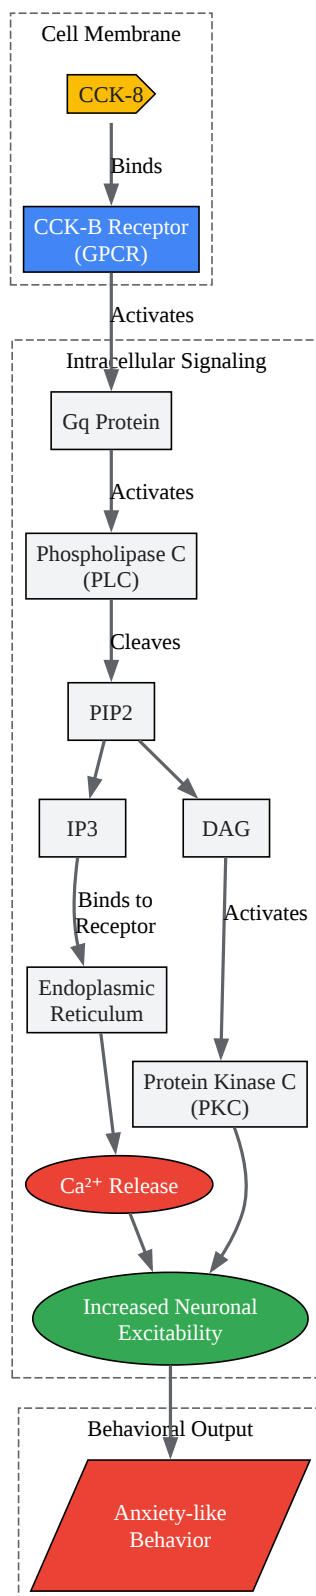 Cell Membrane
CCK-8
Binds
CCK-B Receptor
(GPCR)
Activates
Intracellular Signaling
Gq Protein
Activates
Phospholipase C
(PLC)
Cleaves
PIP2
IP3
DAG
Binds to
Receptor
Activates
Endoplasmic
Reticulum
Protein Kinase C
(PKC)
Ca²⁺ Release
Increased Neuronal
Excitability
Behavioral Output
Anxiety-like
Behavior